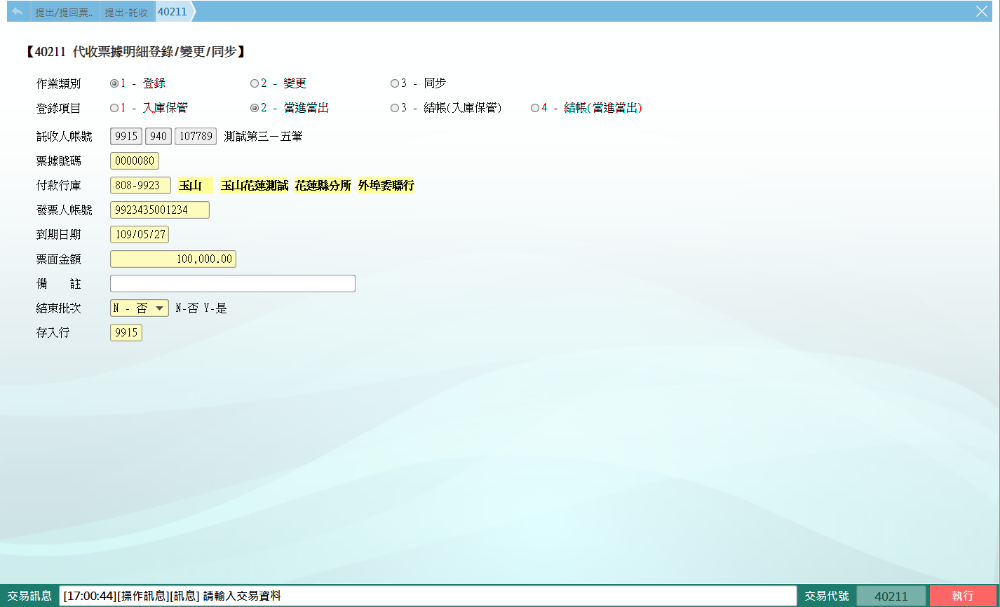 提出/提回票.. 提出-託收 40211
【40211 代收票據明細登錄/變更/同步】
作業類別 1 - 登錄 2 - 變更 3 - 同步
登錄項目 1 - 入庫保管 2 - 當進當出 3 - 結帳(入庫保管) 4 - 結帳(當進當出)
託收人帳號 9915 940 107789 測試第三－五筆
票據號碼 0000080
付款行庫 808-9923 玉山 玉山花蓮測試 花蓮縣分所 外埠委聯行
發票人帳號 9923435001234
到期日期 109/05/27
票面金額 100,000.00
備 註
結束批次 N - 否 N-否 Y-是
存入行 9915
交易訊息 [17:00:44][操作訊息][訊息] 請輸入交易資料 交易代號 40211 執行